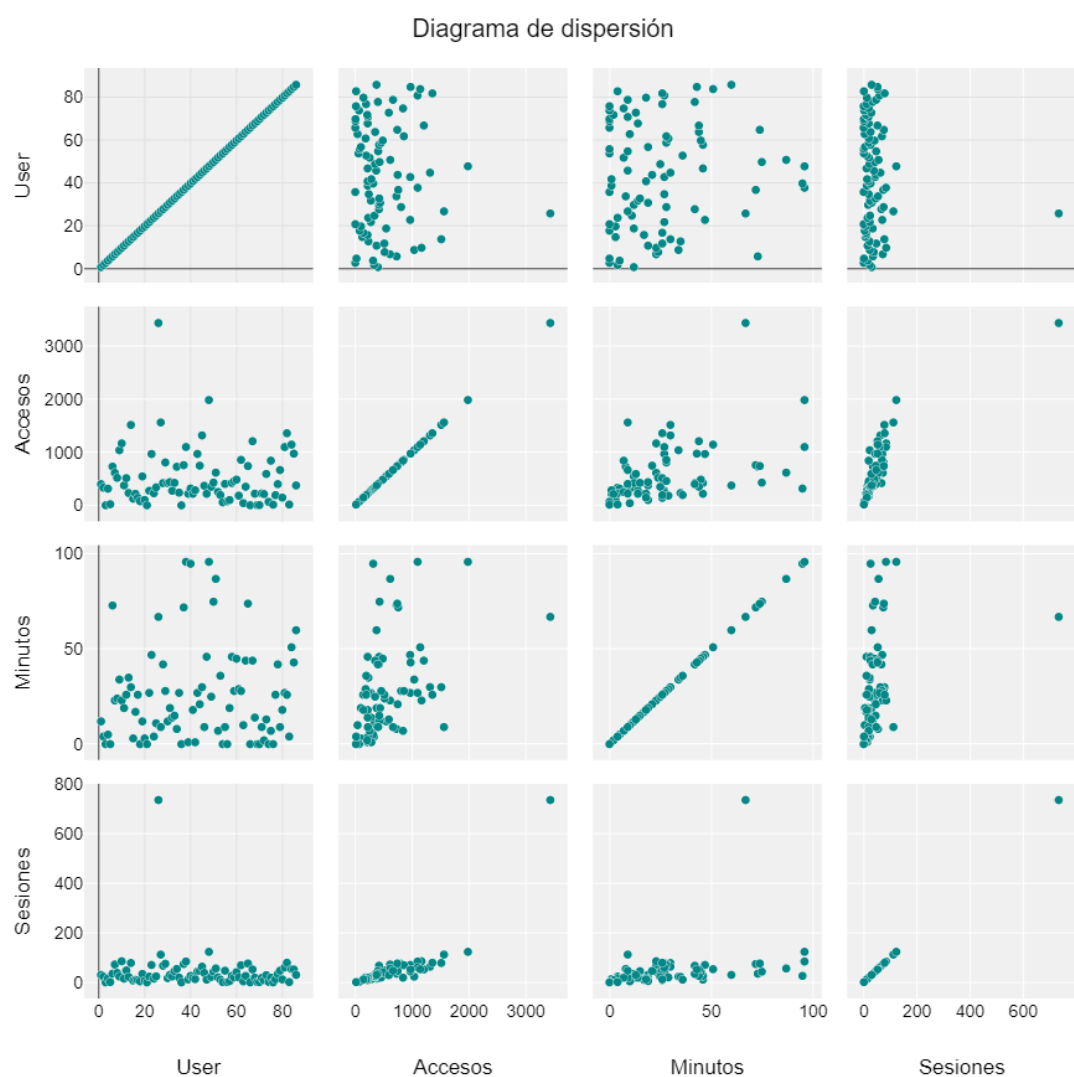 Diagrama de dispersión
80
60
40
20
0
User
3000
2000
1000
0
Accesos
100
50
0
Minutos
800
600
400
200
0
Sesiones
0 20 40 60 80 0 1000 2000 3000 0 50 100 0 200 400 600
User Accesos Minutos Sesiones